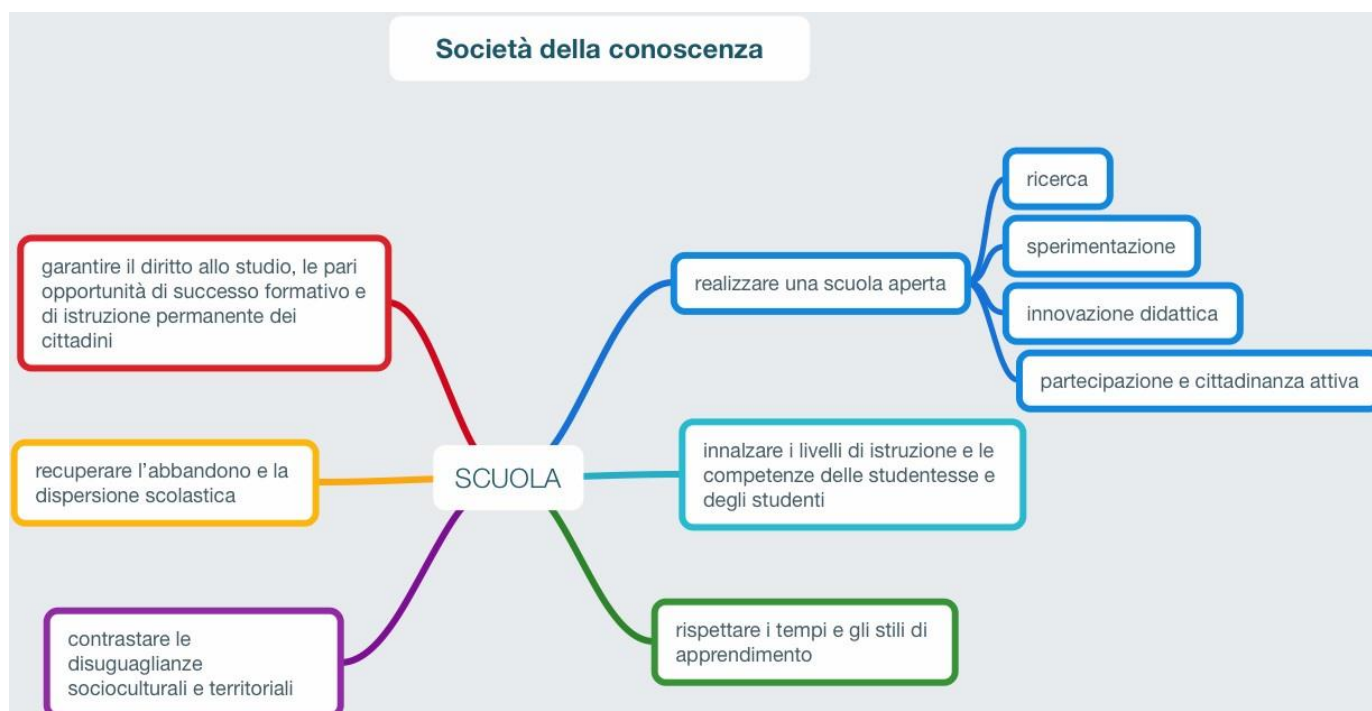 Società della conoscenza
garantire il diritto allo studio, le pari
opportunità di successo formativo e
di istruzione permanente dei
cittadini
recuperare l'abbandono e la
dispersione scolastica
contrastare le
disuguaglianze
socioculturali e territoriali
SCUOLA
realizzare una scuola aperta
ricerca
sperimentazione
innovazione didattica
partecipazione e cittadinanza attiva
innalzare i livelli di istruzione e le
competenze delle studentesse e
degli studenti
rispettare i tempi e gli stili di
apprendimento